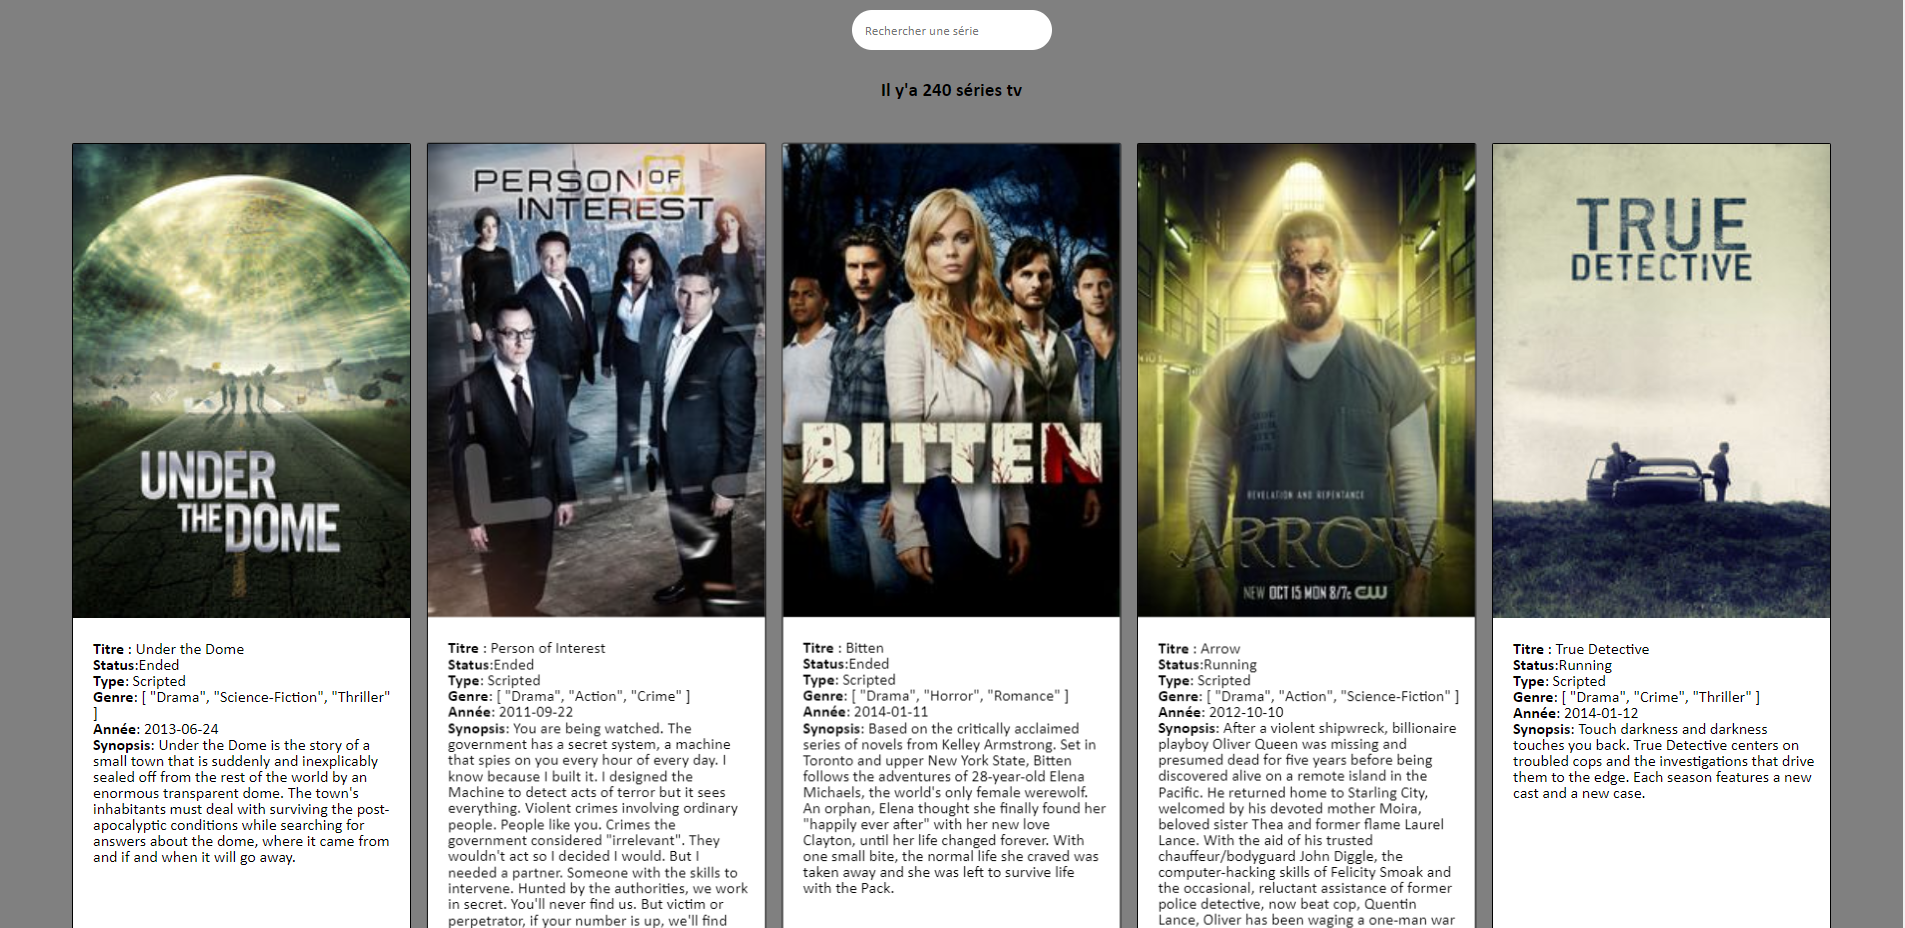 Rechercher une série
Il y'a 240 séries tv
UNDER
THE DOME
Titre : Under the Dome
Status:Ended
Type: Scripted
Genre: [ "Drama", "Science-Fiction", "Thriller"
]
Année: 2013-06-24
Synopsis: Under the Dome is the story of a
small town that is suddenly and inexplicably
sealed off from the rest of the world by an
enormous transparent dome. The town's
inhabitants must deal with surviving the post-
apocalyptic conditions while searching for
answers about the dome, where it came from
and if and when it will go away.
PERSON OF
INTEREST
Titre : Person of Interest
Status:Ended
Type: Scripted
Genre: [ "Drama", "Action", "Crime" ]
Année: 2011-09-22
Synopsis: You are being watched. The
government has a secret system, a machine
that spies on you every hour of every day. I
know because I built it. I designed the
Machine to detect acts of terror but it sees
everything. Violent crimes involving ordinary
people. People like you. Crimes the
government considered "irrelevant". They
wouldn't act so I decided I would. But I
needed a partner. Someone with the skills to
intervene. Hunted by the authorities, we work
in secret. You'll never find us. But victim or
perpetrator, if your number is up, we'll find
BITTEN
Titre : Bitten
Status:Ended
Type: Scripted
Genre: [ "Drama", "Horror", "Romance" ]
Année: 2014-01-11
Synopsis: Based on the critically acclaimed
series of novels from Kelley Armstrong. Set in
Toronto and upper New York State, Bitten
follows the adventures of 28-year-old Elena
Michaels, the world's only female werewolf.
An orphan, Elena thought she finally found her
"happily ever after" with her new love
Clayton, until her life changed forever. With
one small bite, the normal life she craved was
taken away and she was left to survive life
with the Pack.
REVELATION AND REPENTANCE
ARROW
NEW OCT 15 MON 8/7c CW
Titre : Arrow
Status:Running
Type: Scripted
Genre: [ "Drama", "Action", "Science-Fiction" ]
Année: 2012-10-10
Synopsis: After a violent shipwreck, billionaire
playboy Oliver Queen was missing and
presumed dead for five years before being
discovered alive on a remote island in the
Pacific. He returned home to Starling City,
welcomed by his devoted mother Moira,
beloved sister Thea and former flame Laurel
Lance. With the aid of his trusted
chauffeur/bodyguard John Diggle, the
computer-hacking skills of Felicity Smoak and
the occasional, reluctant assistance of former
police detective, now beat cop, Quentin
Lance, Oliver has been waging a one-man war
TRUE
DETECTIVE
Titre : True Detective
Status:Running
Type: Scripted
Genre: [ "Drama", "Crime", "Thriller" ]
Année: 2014-01-12
Synopsis: Touch darkness and darkness
touches you back. True Detective centers on
troubled cops and the investigations that drive
them to the edge. Each season features a new
cast and a new case.